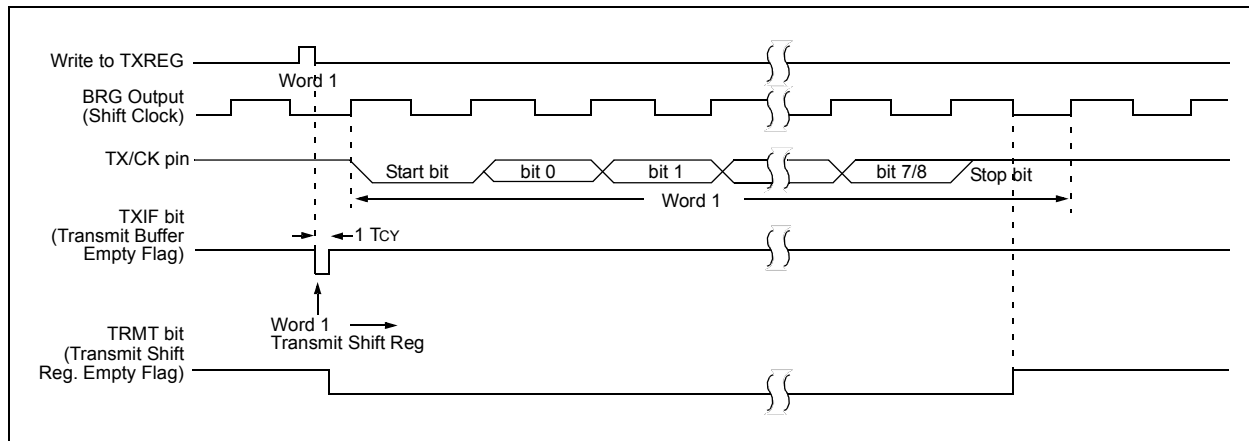 Write to TXREG
Word 1
BRG Output
(Shift Clock)
TX/CK pin
Start bit
bit 0
bit 1
bit 7/8
Stop bit
Word 1
TXIF bit
(Transmit Buffer
Empty Flag)
1 TCY
Word 1
Transmit Shift Reg
TRMT bit
(Transmit Shift
Reg. Empty Flag)